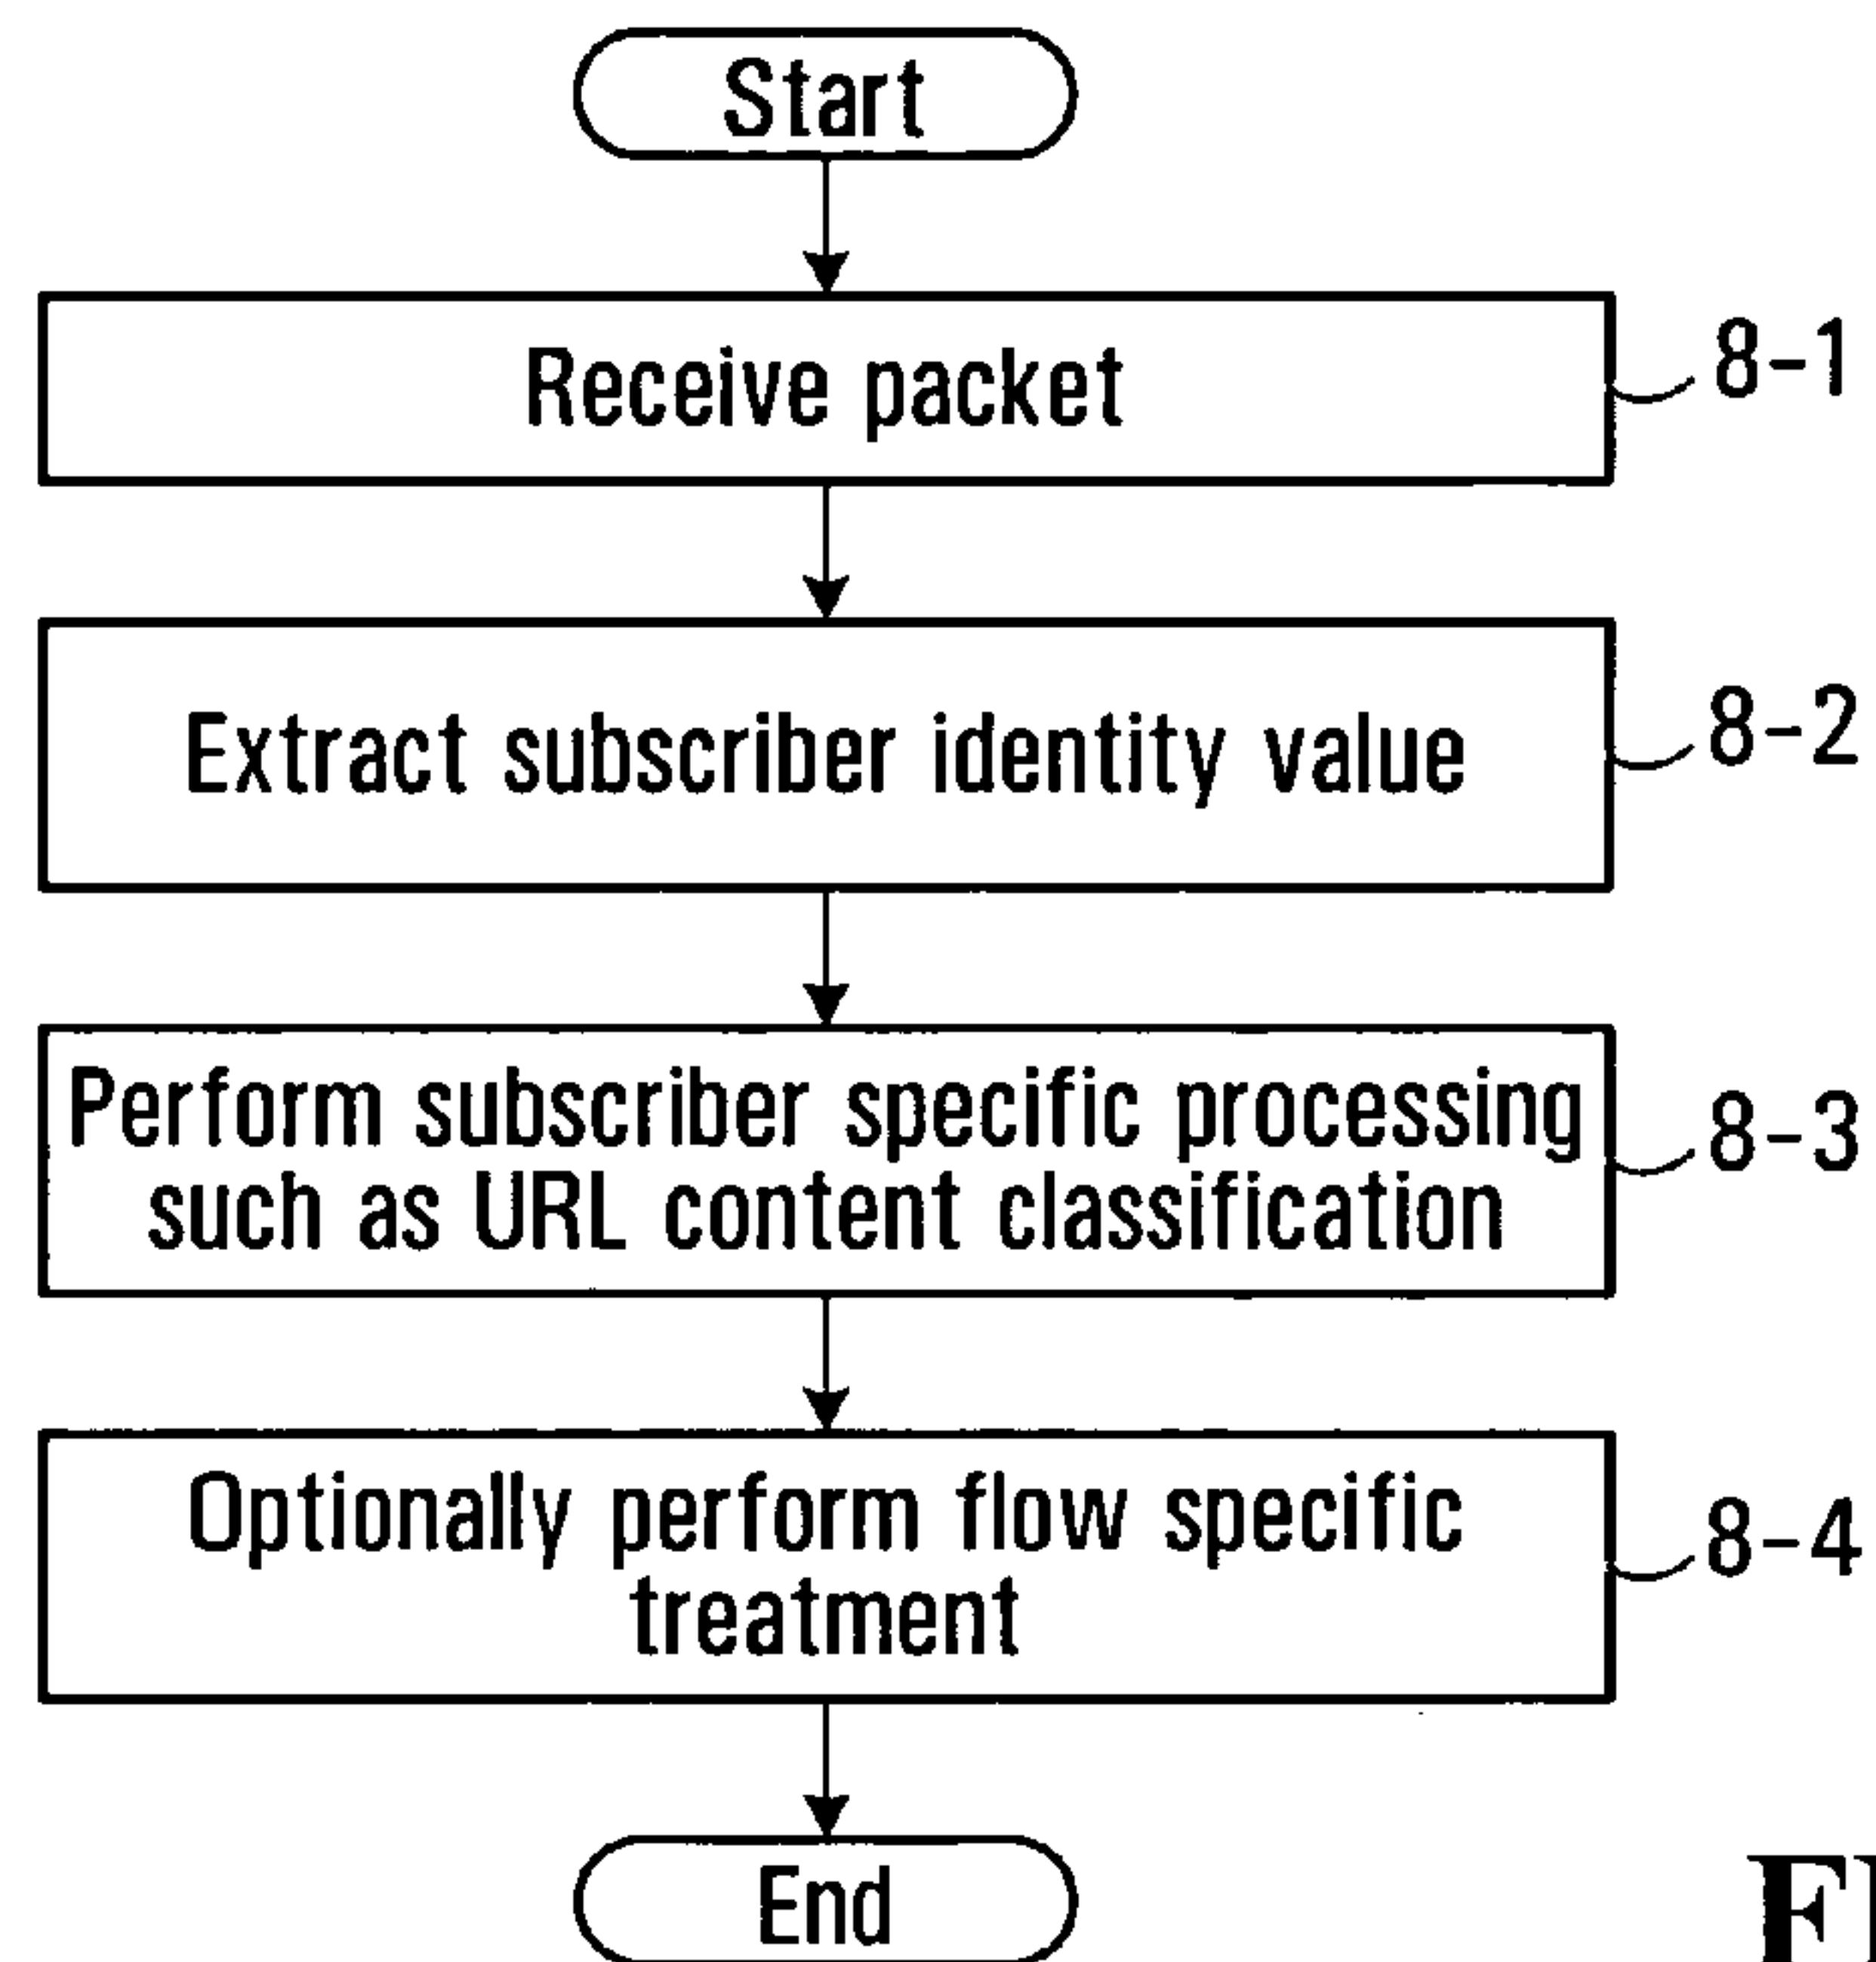 Start
Receive packet
8-1
Extract subscriber identity value
8-2
Perform subscriber specific processing
such as URL content classification
8-3
Optionally perform flow specific
treatment
8-4
End